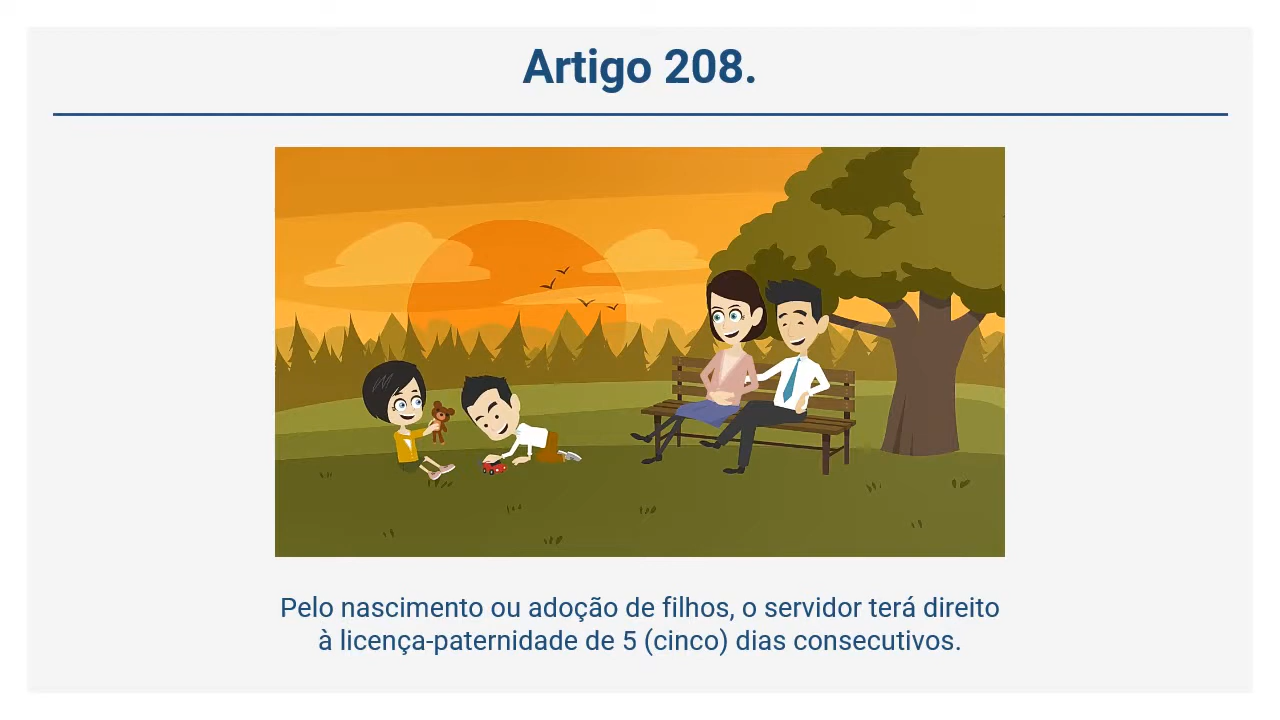 Artigo 208.
Pelo nascimento ou adoção de filhos, o servidor terá direito
à licença-paternidade de 5 (cinco) dias consecutivos.